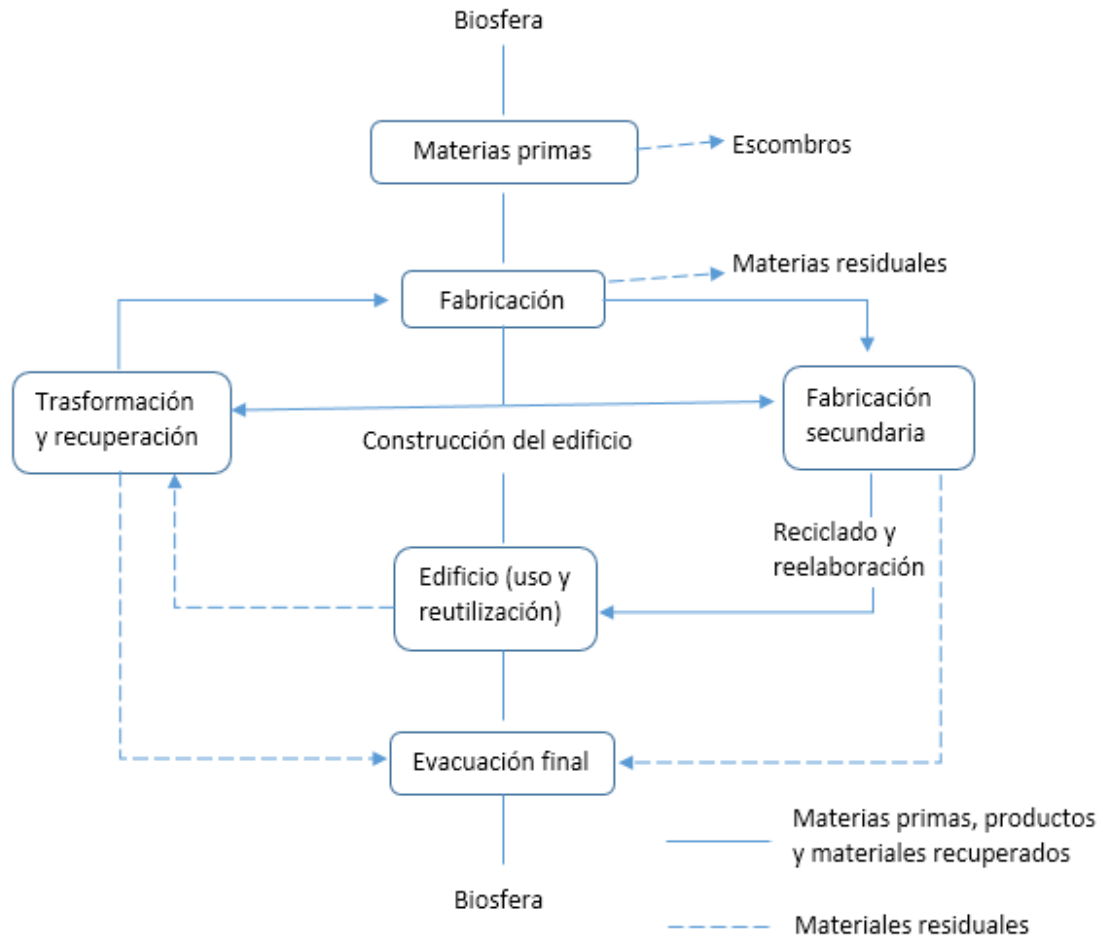 Biosfera
Materias primas
Escombros
Materias residuales
Fabricación
Trasformación
y recuperación
Fabricación
secundaria
Construcción del edificio
Reciclado y
reelaboración
Edificio (uso y
reutilización)
Evacuación final
Materias primas, productos
y materiales recuperados
Biosfera
Materiales residuales